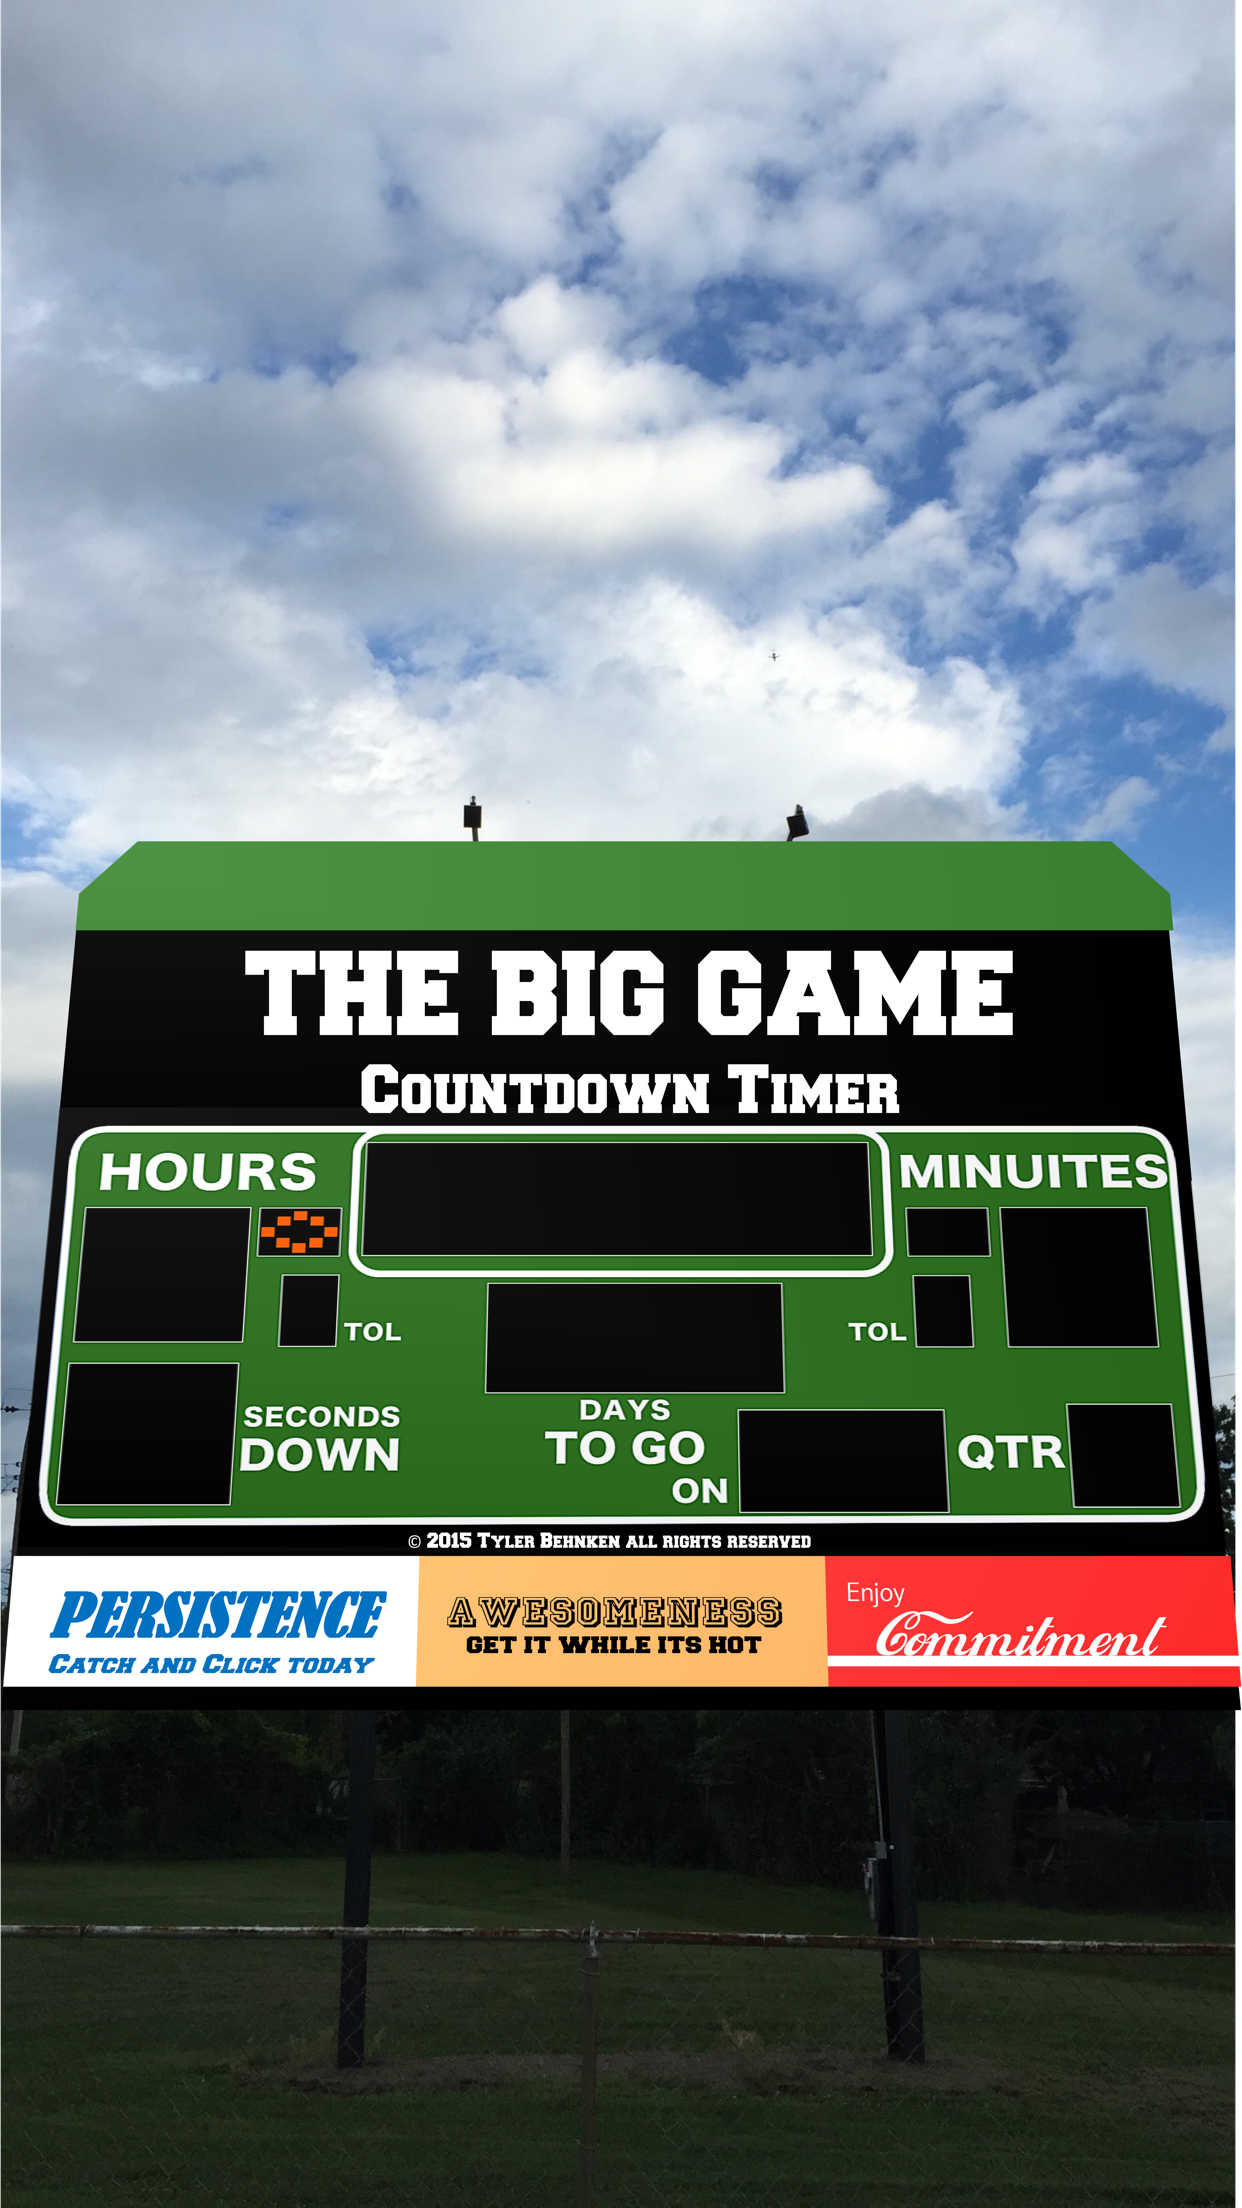 THE BIG GAME
COUNTDOWN TIMER
HOURS
MINUITES
TOL
TOL
SECONDS
DOWN
DAYS
TO GO
ON
QTR
© 2015 TYLER BEHNKEN ALL RIGHTS RESERVED
PERSISTENCE
CATCH AND CLICK TODAY
AWESOMENESS
GET IT WHILE ITS HOT
Enjoy
Commitment